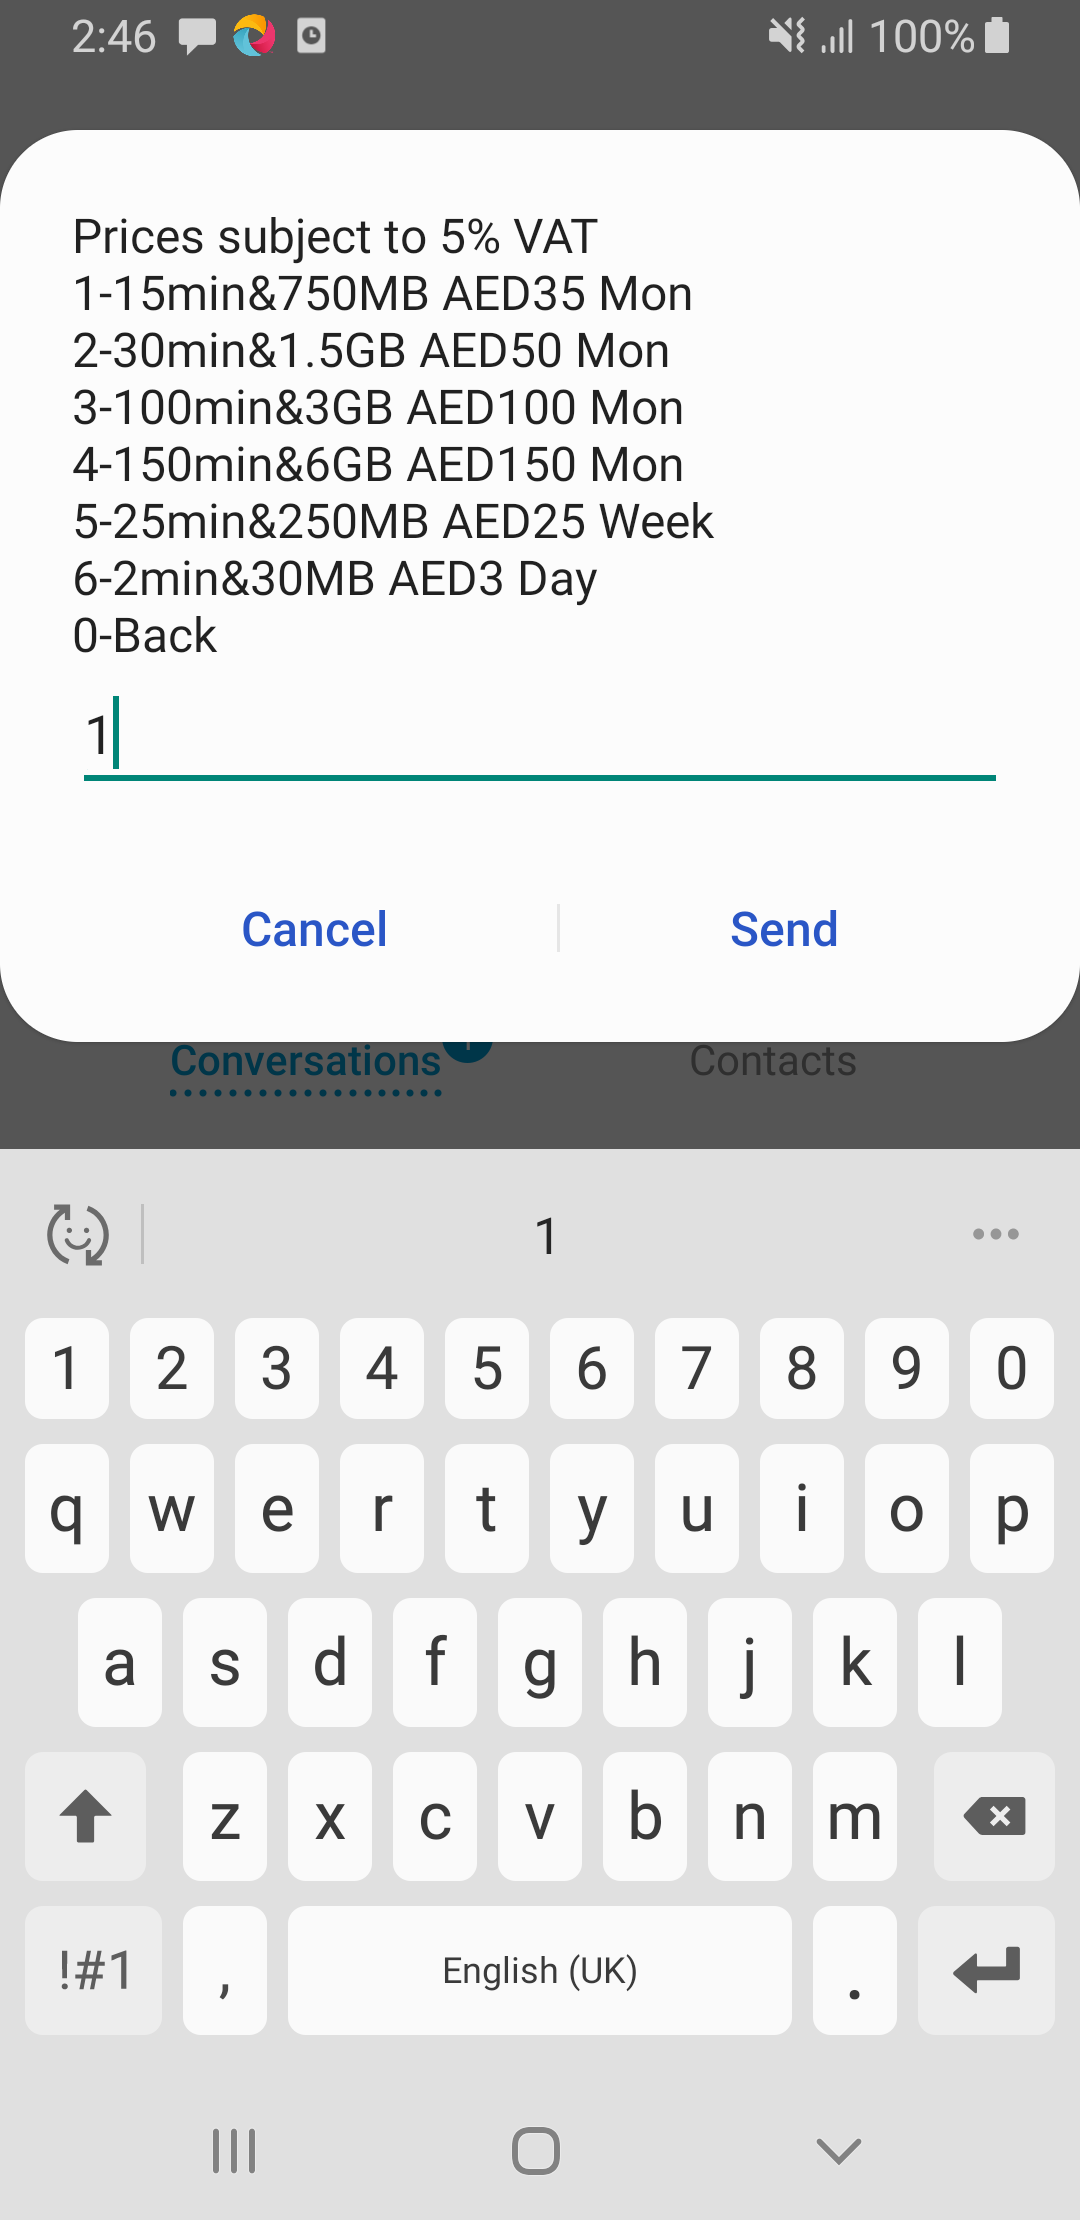 2:46 100%
Prices subject to 5% VAT
1-15min&750MB AED35 Mon
2-30min&1.5GB AED50 Mon
3-100min&3GB AED100 Mon
4-150min&6GB AED150 Mon
5-25min&250MB AED25 Week
6-2min&30MB AED3 Day
0-Back
1
Cancel Send
Conversations Contacts
1
1 2 3 4 5 6 7 8 9 0
q w e r t y u i o p
a s d f g h j k l
z x c v b n m
!#1 , English (UK) .